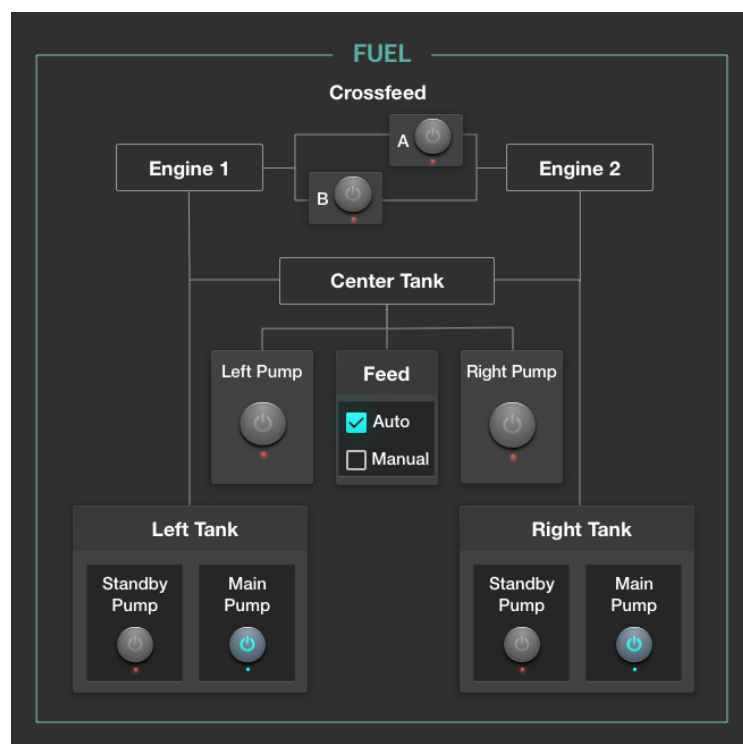 FUEL
Crossfeed
A
Engine 1
Engine 2
B
Center Tank
Left Pump
Feed
Right Pump
Auto
Manual
Left Tank
Right Tank
Standby
Pump
Main
Pump
Standby
Pump
Main
Pump